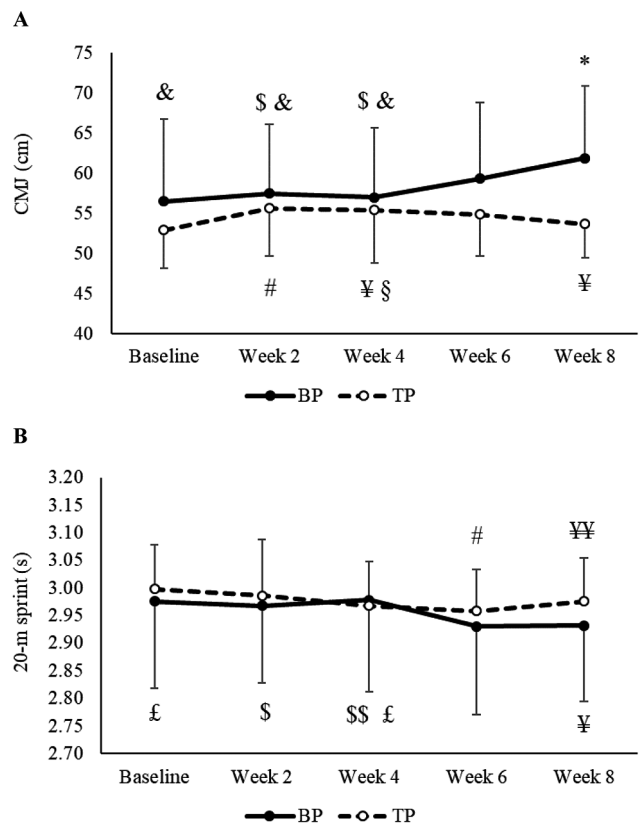 A
75
70
65
60
55
50
45
40
CMJ (cm)
&
$ &
$ &
*
#
¥ §
¥
Baseline
Week 2
Week 4
Week 6
Week 8
BP
TP
B
3.20
3.15
3.10
3.05
3.00
2.95
2.90
2.85
2.80
2.75
2.70
20-m sprint (s)
#
¥¥
£
$
$$ £
¥
Baseline
Week 2
Week 4
Week 6
Week 8
BP
TP